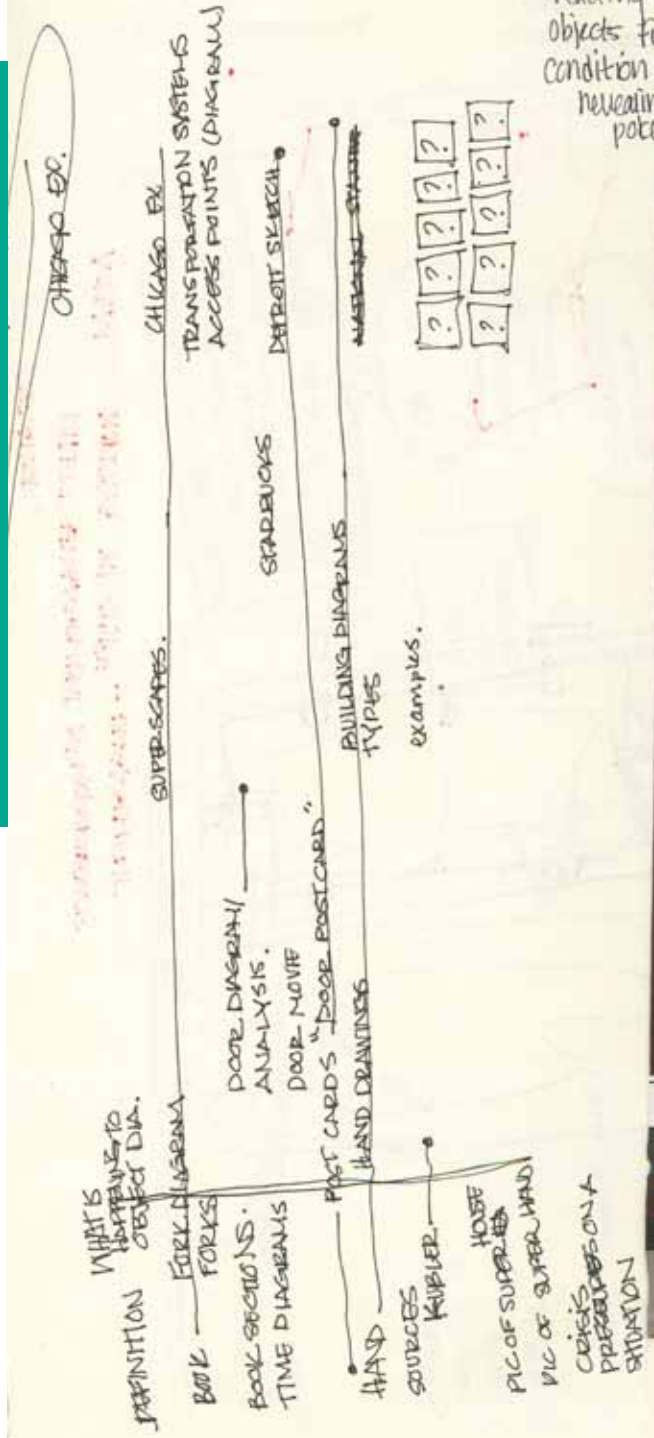 CHICAGO EX.
WHAT IS
HAPPENING TO
OBJECT DIA.
DEFINITION
BOOK
FORK DIAGRAM
FORKS
SUPERSCAPES.
CHICAGO EX.
TRANSPORTATION SYSTEMS
ACCESS POINTS (DIAGRAM)
BOOK SECTIONS.
TIME DIAGRAMS
DOOR DIAGRAM/
ANALYSIS.
DOOR MOVIE
STARBUCKS
DETROIT SKETCH
POST CARDS "DOOR POSTCARD"
HAND
HAND DRAWINGS
BUILDING DIAGRAMS
TYPES
SOURCES
KUBLER
examples.
? ? ? ? ?
? ? ? ? ?
HOUSE
PIC OF SUPER
PIC OF SUPER HAND
CRISIS
PRESSURES ON A
SITUATION
Objects
Condition